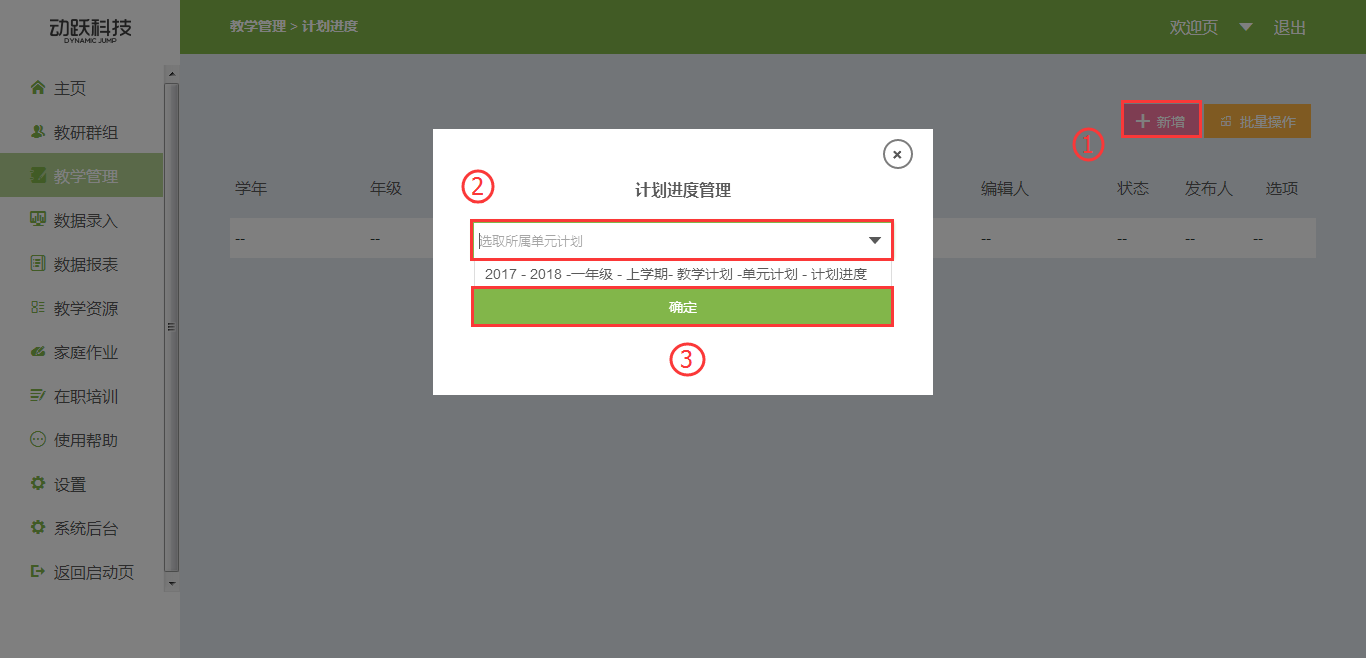 动跃科技
DYNAMIC JUMP
教学管理 > 计划进度
欢迎页 退出
主页
教研群组
教学管理
数据录入
数据报表
教学资源
家庭作业
在职培训
使用帮助
设置
系统后台
返回启动页
新增 批量操作
①
学年 年级 编辑人 状态 发布人 选项
-- -- -- -- -- --
②
计划进度管理
选取所属单元计划
2017 - 2018 -一年级 - 上学期- 教学计划 -单元计划 - 计划进度
确定
③